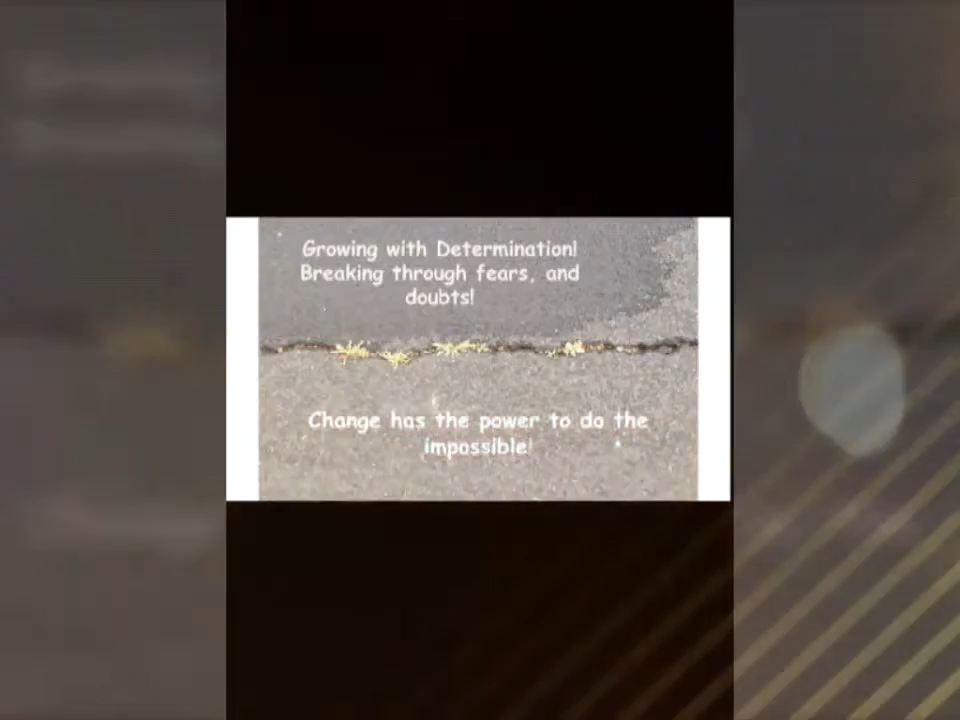 Growing with Determination!
Breaking through fears, and
doubts!
Change has the power to do the
impossible!